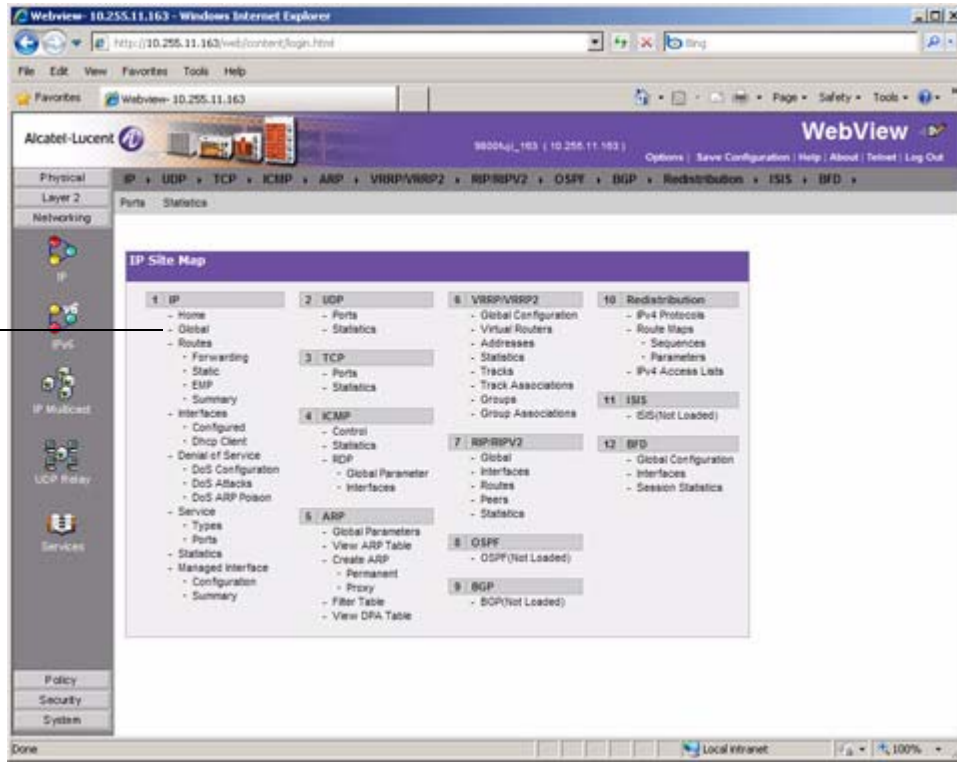 Webview- 10.255.11.163 - Windows Internet Explorer
http://10.255.11.163/web/content/login.html
Bing
File Edit View Favorites Tools Help
Favorites Webview- 10.255.11.163 Page Safety Tools
Alcatel-Lucent
( 10.255.11.163 )
WebView
Options | Save Configuration | Help | About | Telnet | Log Out
Physical
Layer 2
Networking
IP
IPv6
IP Multicast
UDP Relay
Services
Policy
Security
System
IP UDP TCP ICMP ARP VRRP/VRRP2 RIP/RIPV2 OSPF BGP Redistribution ISIS BFD
Ports Statistics
IP Site Map
1 IP
- Home
- Global
- Routes
- Forwarding
- Static
- EMP
- Summary
- Interfaces
- Configured
- Dhcp Client
- Denial of Service
- DoS Configuration
- DoS Attacks
- DoS ARP Poison
- Service
- Types
- Ports
- Statistics
- Managed Interface
- Configuration
- Summary
2 UDP
- Ports
- Statistics
3 TCP
- Ports
- Statistics
4 ICMP
- Control
- Statistics
- RDP
- Global Parameter
- Interfaces
5 ARP
- Global Parameters
- View ARP Table
- Create ARP
- Permanent
- Proxy
- Filter Table
- View DPA Table
6 VRRP/VRRP2
- Global Configuration
- Virtual Routers
- Addresses
- Statistics
- Tracks
- Track Associations
- Groups
- Group Associations
7 RIP/RIPV2
- Global
- Interfaces
- Routes
- Peers
- Statistics
8 OSPF
- OSPF(Not Loaded)
9 BGP
- BGP(Not Loaded)
10 Redistribution
- IPv4 Protocols
- Route Maps
- Sequences
- Parameters
- IPv4 Access Lists
11 ISIS
- ISIS(Not Loaded)
12 BFD
- Global Configuration
- Interfaces
- Session Statistics
Done
Local intranet
100%